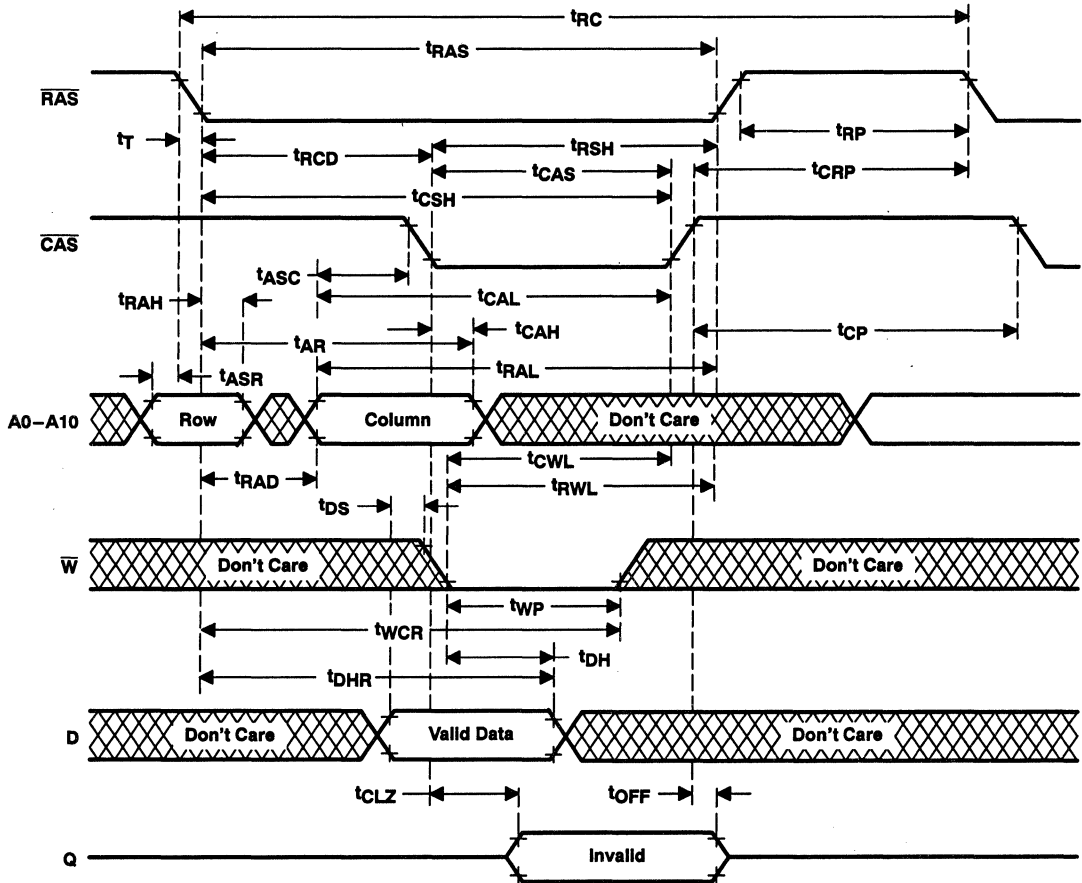 tRC
tRAS
RAS
tT
tRP
tRCD
tRSH
tCAS
tCRP
tCSH
CAS
tASC
tRAH
tCAL
tCAH
tCP
tAR
tRAL
tASR
A0–A10
Row
Column
Don't Care
tCWL
tRAD
tRWL
tDS
W
Don't Care
Don't Care
tWP
tWCR
tDH
tDHR
D
Don't Care
Valid Data
Don't Care
tCLZ
tOFF
Q
Invalid